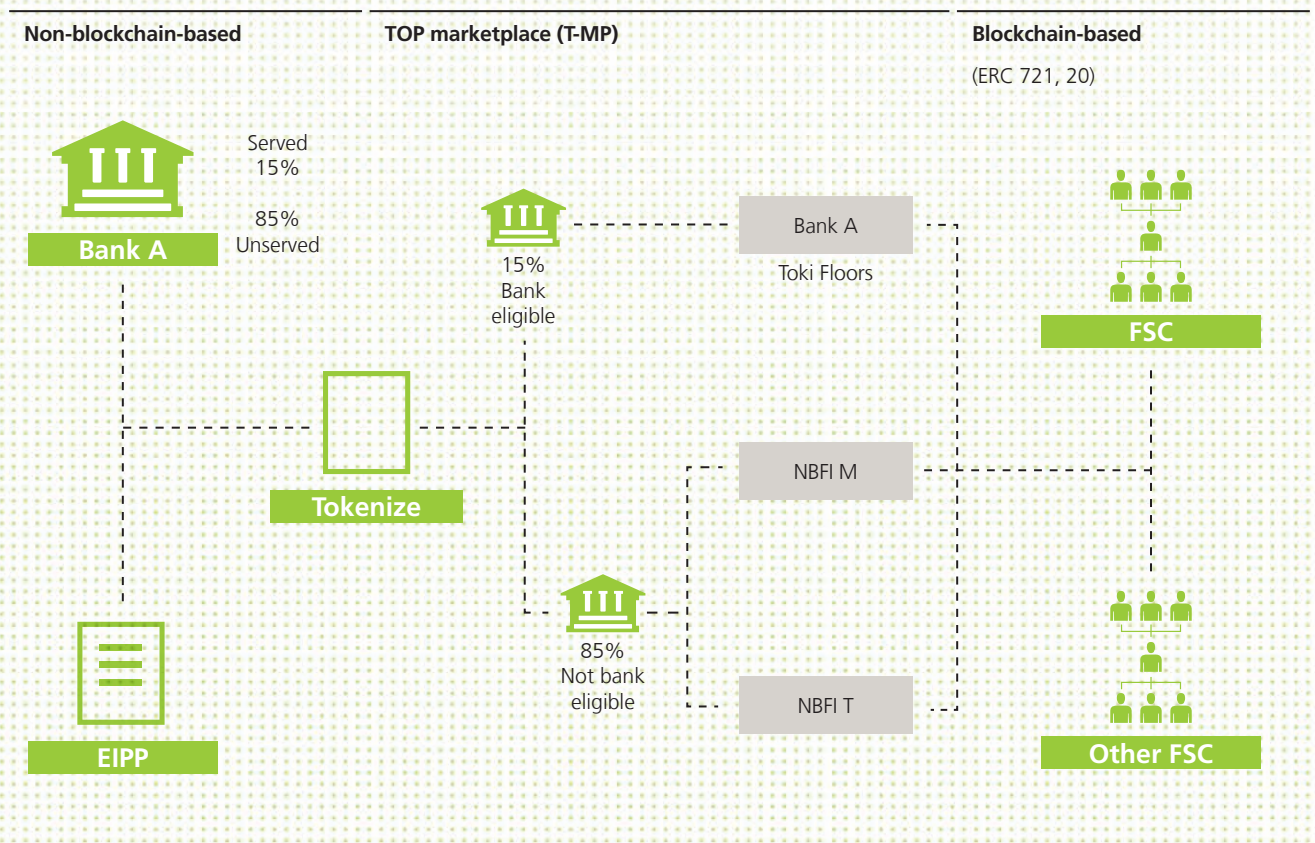 Non-blockchain-based
TOP marketplace (T-MP)
Blockchain-based
(ERC 721, 20)
Served
15%
85%
Unserved
Bank A
15%
Bank
eligible
Bank A
Toki Floors
FSC
NBFI M
Tokenize
85%
Not bank
eligible
NBFI T
EIPP
Other FSC